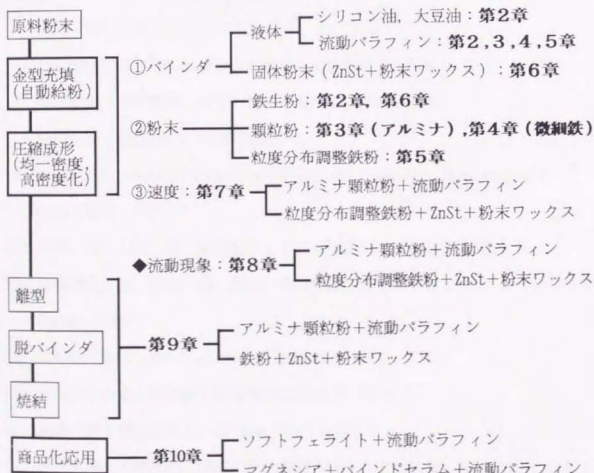 原料粉末
金型充填
(自動給粉)
圧縮成形
(均一密度,
高密度化)
離型
脱バインダ
焼結
商品化応用
①バインダ
液体
シリコン油, 大豆油：第2章
流動パラフィン：第2,3,4,5章
固体粉末(ZnSt＋粉末ワックス)：第6章
②粉末
鉄生粉：第2章, 第6章
顆粒粉：第3章(アルミナ),第4章(微細鉄)
粒度分布調整鉄粉：第5章
③速度：第7章
アルミナ顆粒粉＋流動パラフィン
粒度分布調整鉄粉＋ZnSt＋粉末ワックス
◆流動現象：第8章
アルミナ顆粒粉＋流動パラフィン
粒度分布調整鉄粉＋ZnSt＋粉末ワックス
第9章
アルミナ顆粒粉＋流動パラフィン
鉄粉＋ZnSt＋粉末ワックス
第10章
ソフトフェライト＋流動パラフィン
マグネシア＋バインドセラム＋流動パラフィン